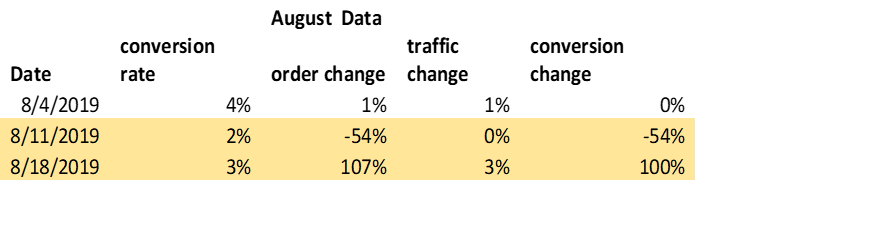 August Data
conversion traffic conversion
Date rate order change change change
8/4/2019 4% 1% 1% 0%
8/11/2019 2% -54% 0% -54%
8/18/2019 3% 107% 3% 100%